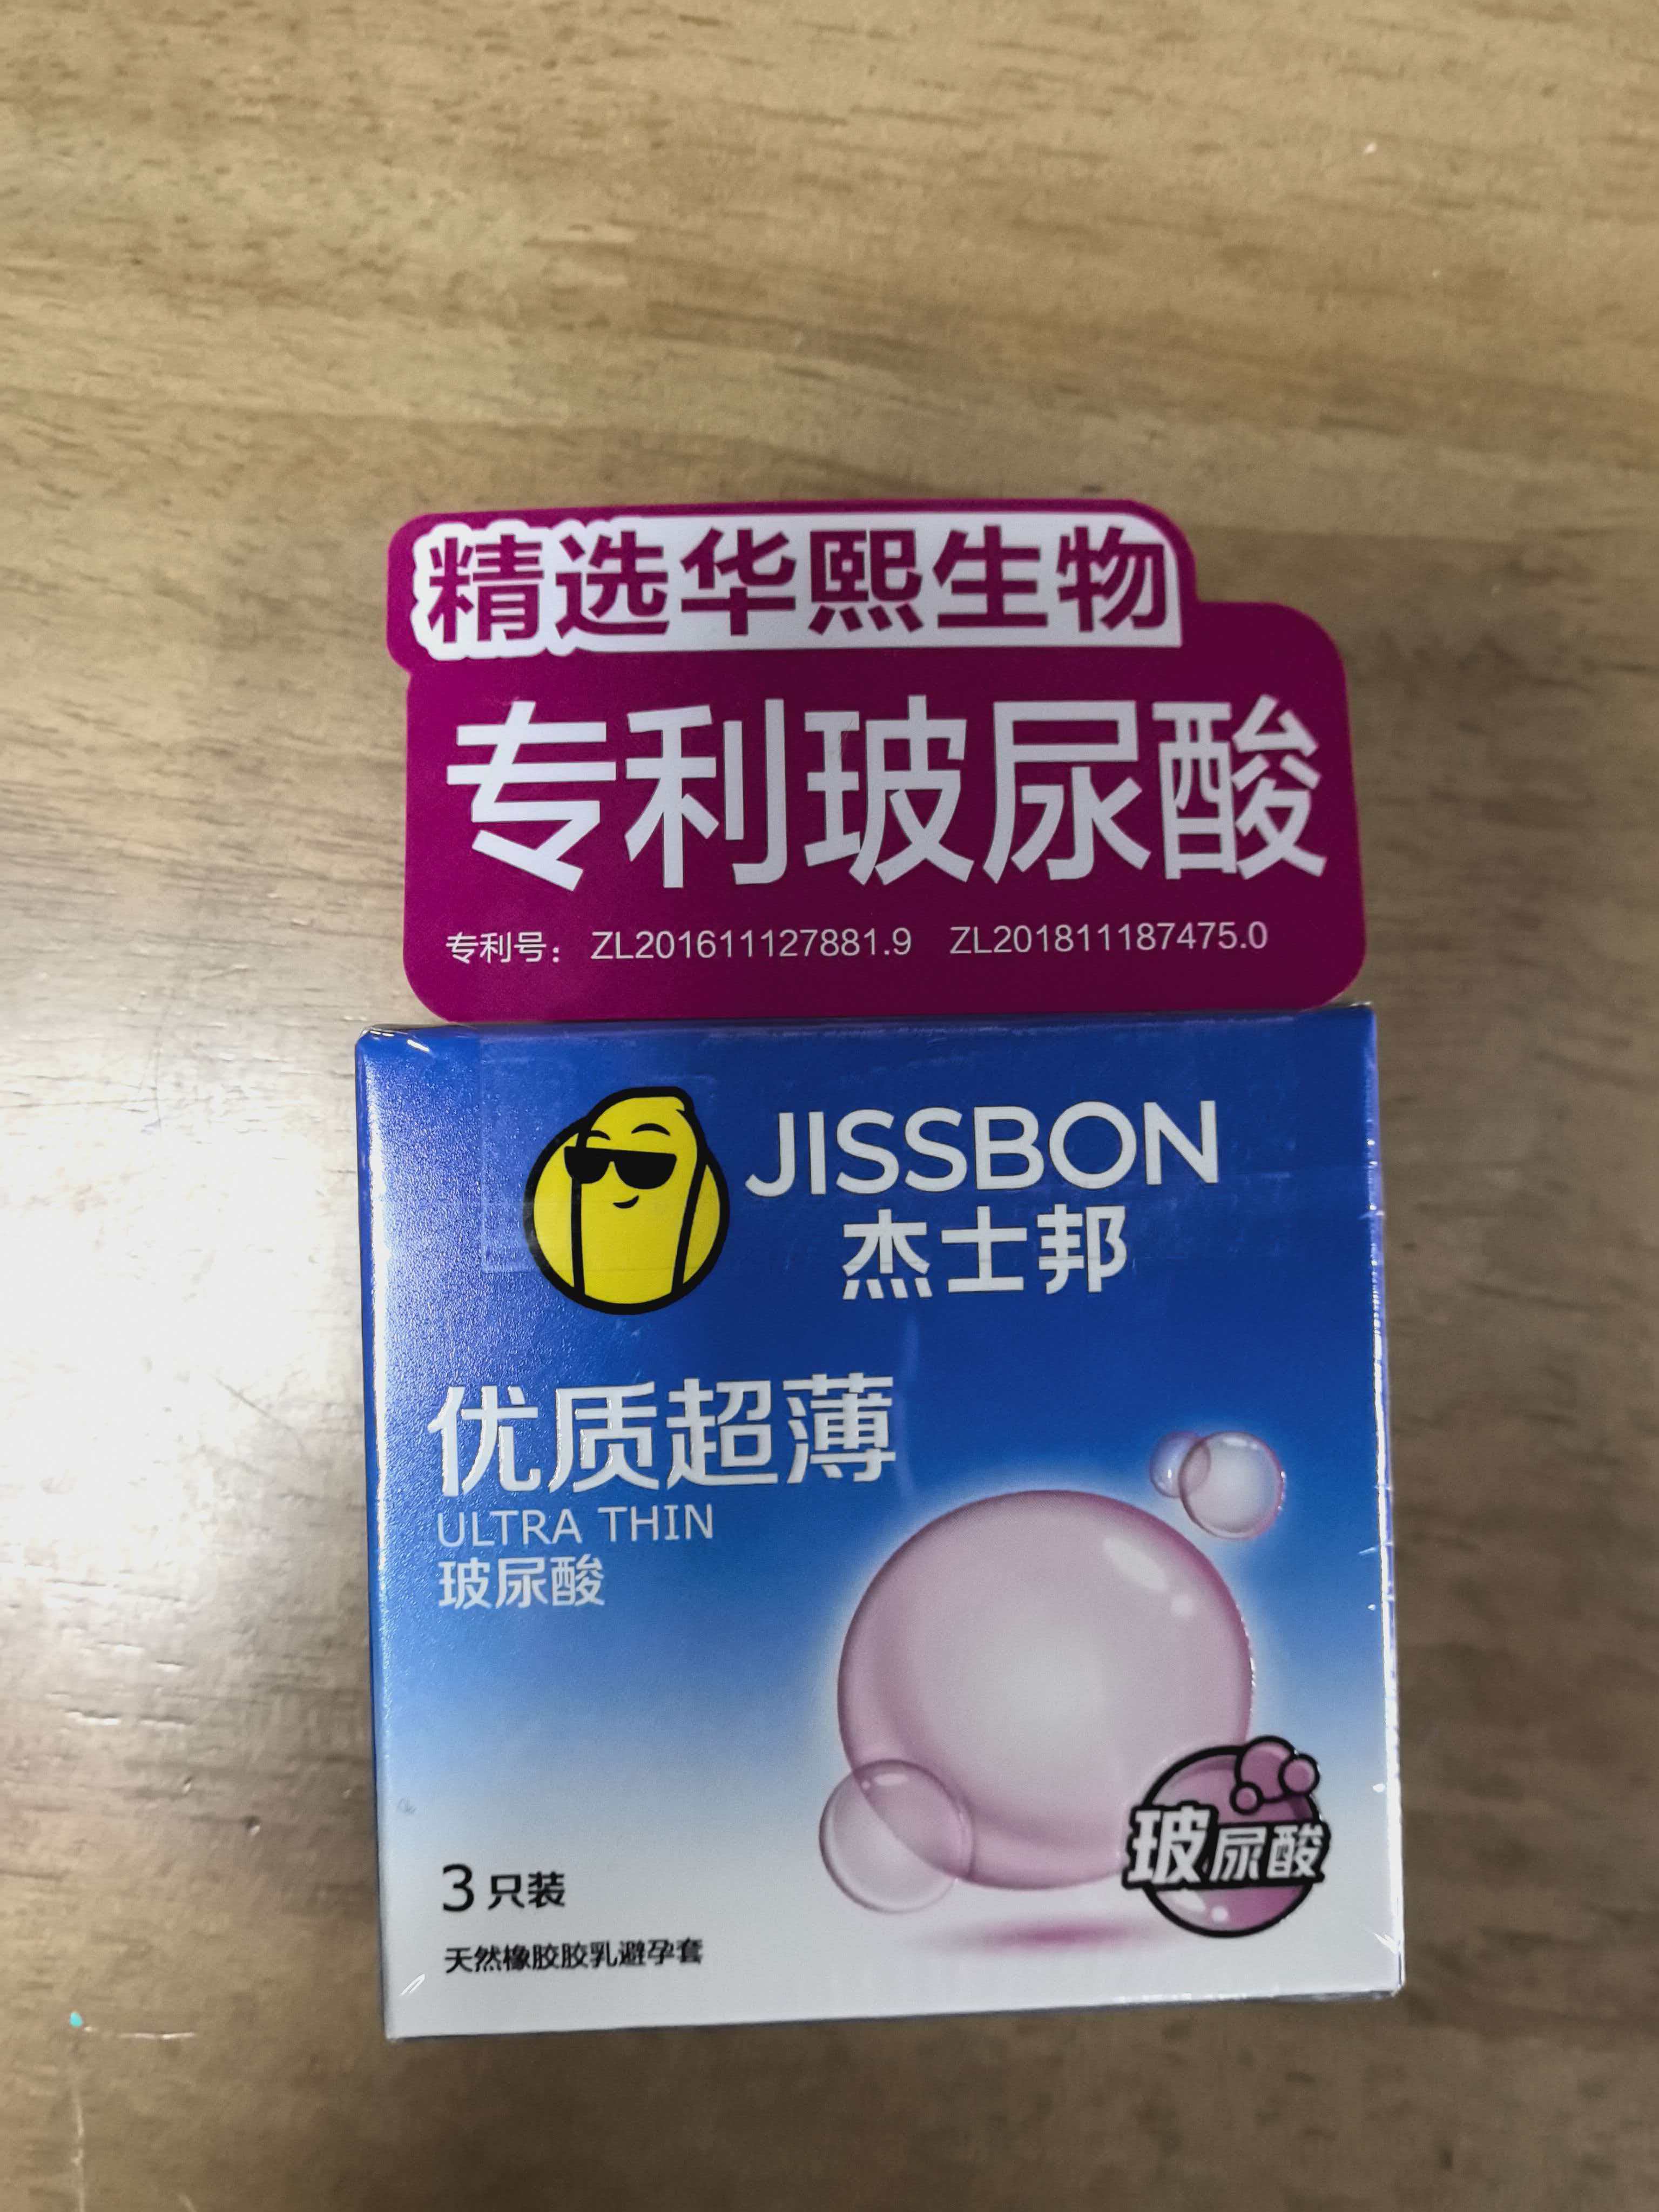 精选华熙生物
专利玻尿酸
专利号： ZL201611127881.9 ZL201811187475.0
JISSBON
杰士邦
优质超薄
ULTRA THIN
玻尿酸
玻尿酸
3只装
天然橡胶胶乳避孕套